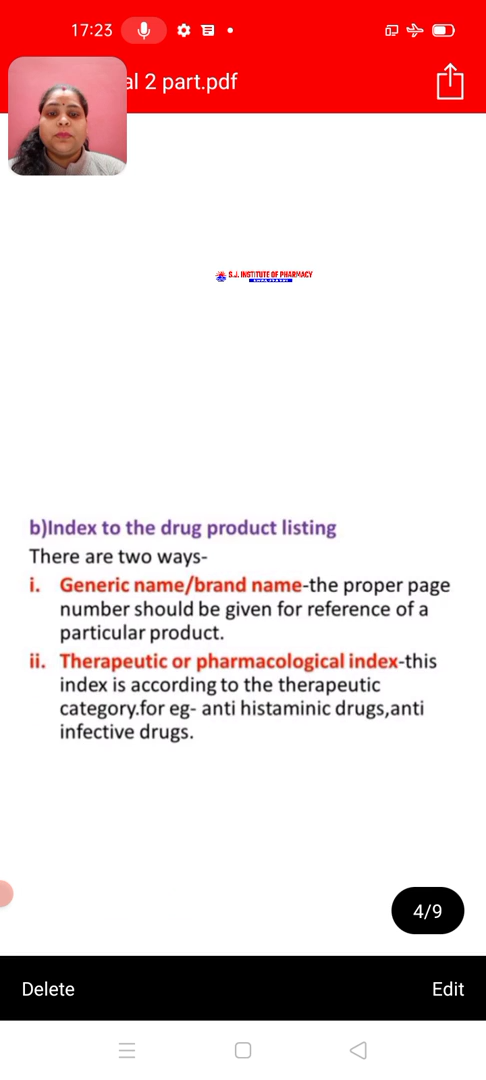 17:23
al 2 part.pdf
S.J. INSTITUTE OF PHARMACY
b)Index to the drug product listing
There are two ways-
i. Generic name/brand name-the proper page
number should be given for reference of a
particular product.
ii. Therapeutic or pharmacological index-this
index is according to the therapeutic
category.for eg- anti histaminic drugs,anti
infective drugs.
4/9
Delete
Edit